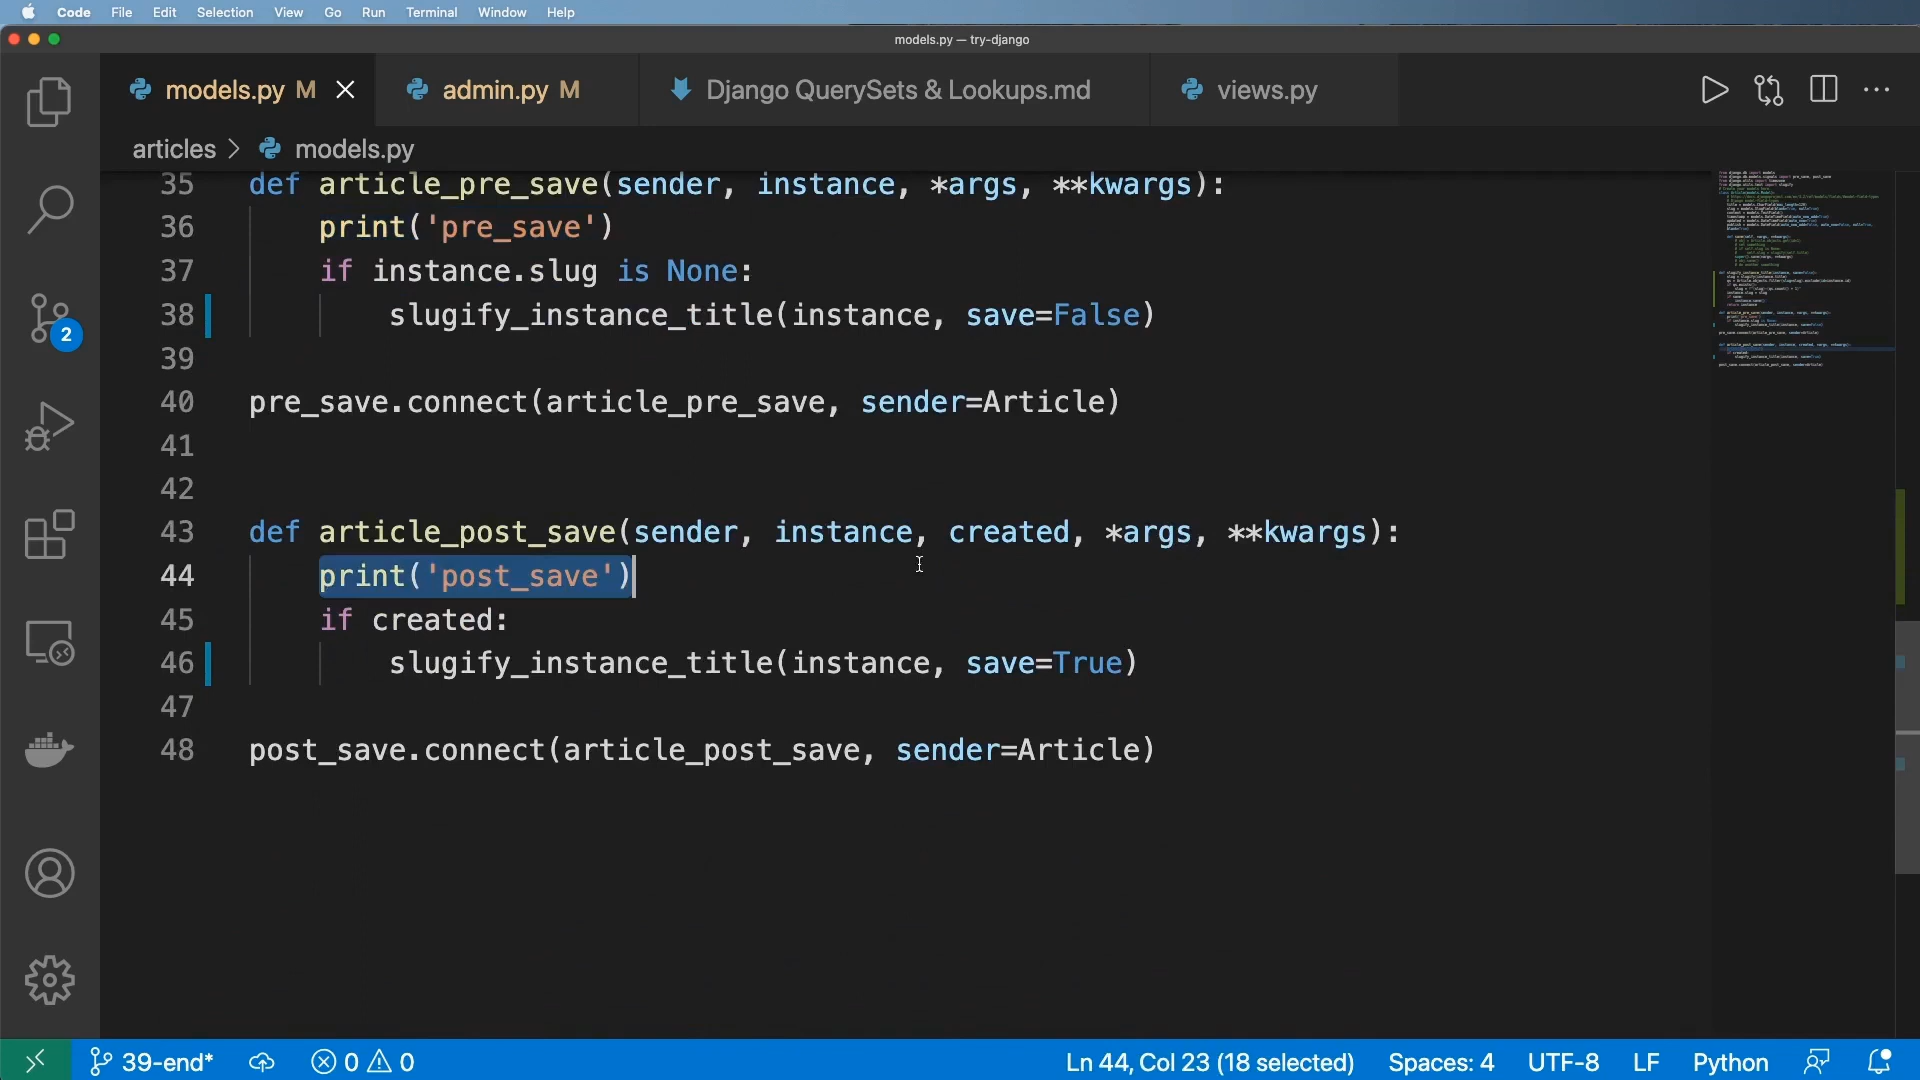 Code File Edit Selection View Go Run Terminal Window Help
models.py — try-django
models.py M admin.py M Django QuerySets & Lookups.md views.py
articles > models.py
35 def article_pre_save(sender, instance, *args, **kwargs):
36 print('pre_save')
37 if instance.slug is None:
38 slugify_instance_title(instance, save=False)
39
40 pre_save.connect(article_pre_save, sender=Article)
41
42
43 def article_post_save(sender, instance, created, *args, **kwargs):
44 print('post_save')
45 if created:
46 slugify_instance_title(instance, save=True)
47
48 post_save.connect(article_post_save, sender=Article)
2
39-end* 0 0 Ln 44, Col 23 (18 selected) Spaces: 4 UTF-8 LF Python